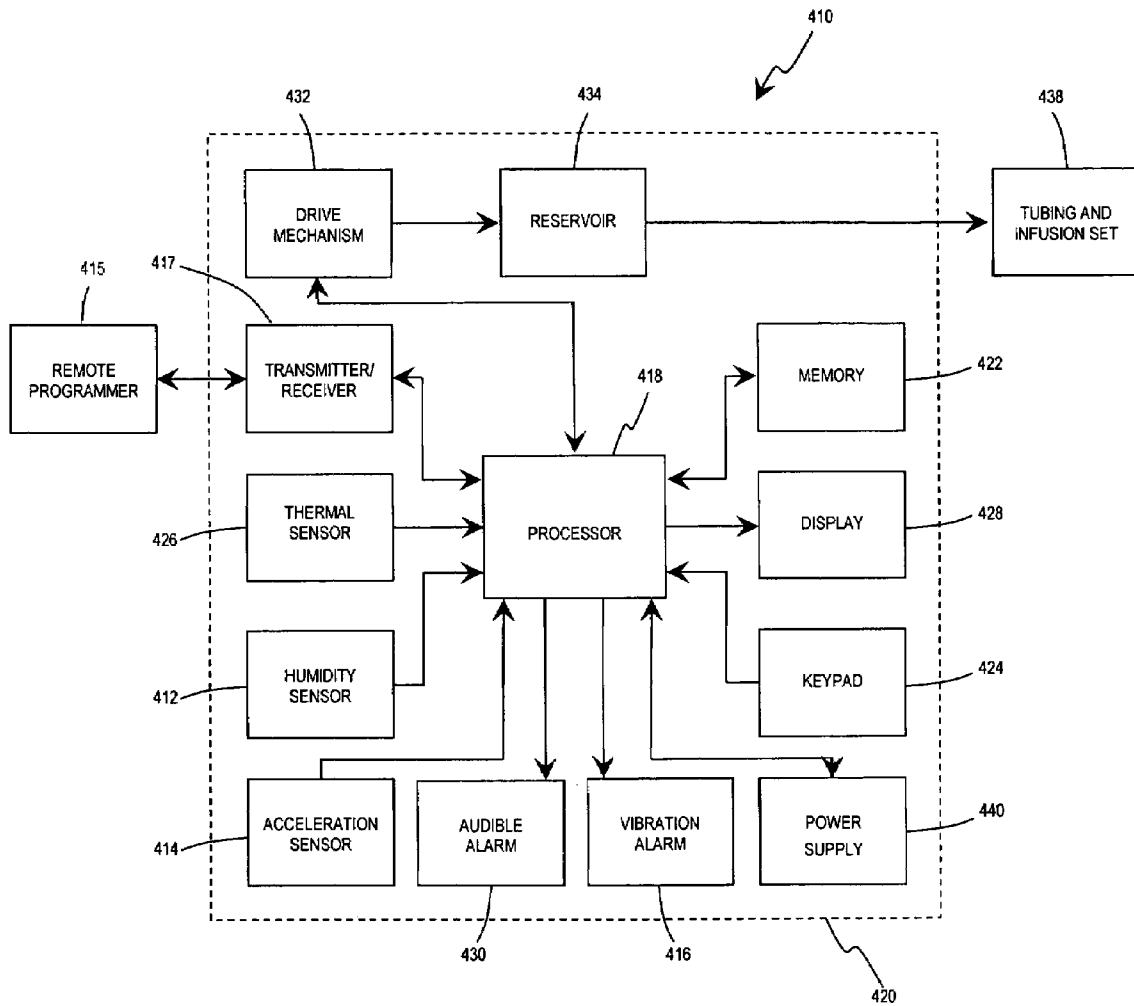 410
432
434
438
DRIVE
MECHANISM
RESERVOIR
TUBING AND
iNFUSION SET
415
417
REMOTE
PROGRAMMER
TRANSMITTER/
RECEIVER
418
MEMORY
422
THERMAL
SENSOR
426
PROCESSOR
DISPLAY
428
HUMIDITY
SENSOR
412
KEYPAD
424
ACCELERATION
SENSOR
414
AUDIBLE
ALARM
VIBRATION
ALARM
POWER
SUPPLY
440
430
416
420